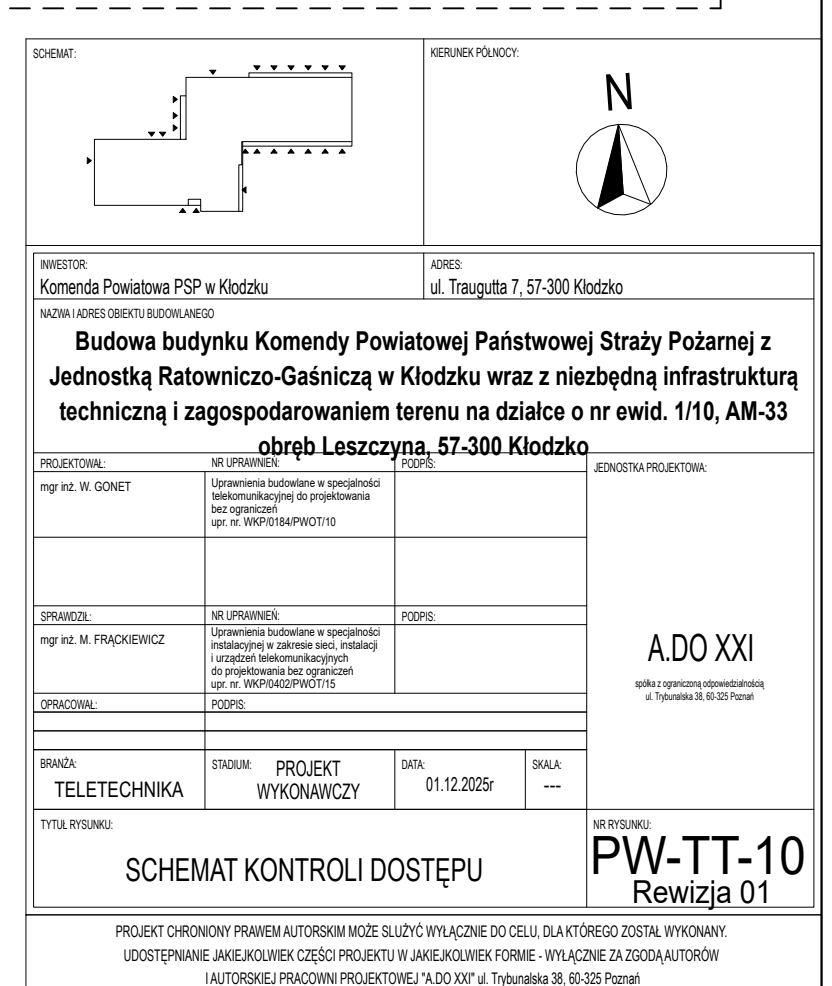 SCHEMAT:
KIERUNEK PÓŁNOCY:
N
INWESTOR:
Komenda Powiatowa PSP w Kłodzku
ADRES:
ul. Traugutta 7, 57-300 Kłodzko
NAZWA I ADRES OBIEKTU BUDOWLANEGO
Budowa budynku Komendy Powiatowej Państwowej Straży Pożarnej z
Jednostką Ratowniczo-Gaśniczą w Kłodzku wraz z niezbędną infrastrukturą
techniczną i zagospodarowaniem terenu na działce o nr ewid. 1/10, AM-33
obręb Leszczyna, 57-300 Kłodzko
PROJEKTOWAŁ:
NR UPRAWNIEŃ:
PODPIS:
JEDNOSTKA PROJEKTOWA:
mgr inż. W. GONET
Uprawnienia budowlane w specjalności
telekomunikacyjnej do projektowania
bez ograniczeń
upr. nr. WKP/0184/PWOT/10
SPRAWDZIŁ:
NR UPRAWNIEŃ:
PODPIS:
mgr inż. M. FRĄCKIEWICZ
Uprawnienia budowlane w specjalności
instalacyjnej w zakresie sieci, instalacji
i urządzeń telekomunikacyjnych
do projektowania bez ograniczeń
upr. nr. WKP/0402/PWOT/15
A.DO XXI
spółka z ograniczoną odpowiedzialnością
ul. Trybunalska 38, 60-325 Poznań
OPRACOWAŁ:
PODPIS:
BRANŻA:
TELETECHNIKA
STADIUM: PROJEKT
WYKONAWCZY
DATA:
01.12.2025r
SKALA:
---
TYTUŁ RYSUNKU:
SCHEMAT KONTROLI DOSTĘPU
NR RYSUNKU:
PW-TT-10
Rewizja 01
PROJEKT CHRONIONY PRAWEM AUTORSKIM MOŻE SŁUŻYĆ WYŁĄCZNIE DO CELU, DLA KTÓREGO ZOSTAŁ WYKONANY.
UDOSTĘPNIANIE JAKIEJKOLWIEK CZĘŚCI PROJEKTU W JAKIEJKOLWIEK FORMIE - WYŁĄCZNIE ZA ZGODĄ AUTORÓW
I AUTORSKIEJ PRACOWNI PROJEKTOWEJ "A.DO XXI" ul. Trybunalska 38, 60-325 Poznań